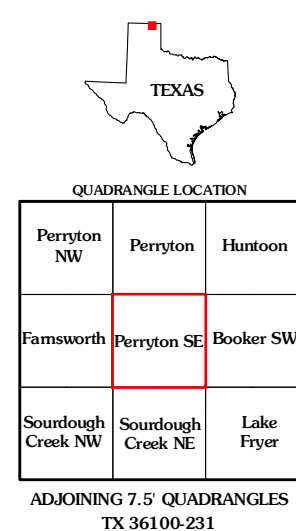 TEXAS
QUADRANGLE LOCATION
Perryton NW
Perryton
Huntoon
Farnsworth
Perryton SE
Booker SW
Sourdough Creek NW
Sourdough Creek NE
Lake Fryer
ADJOINING 7.5' QUADRANGLES
TX 36100-231